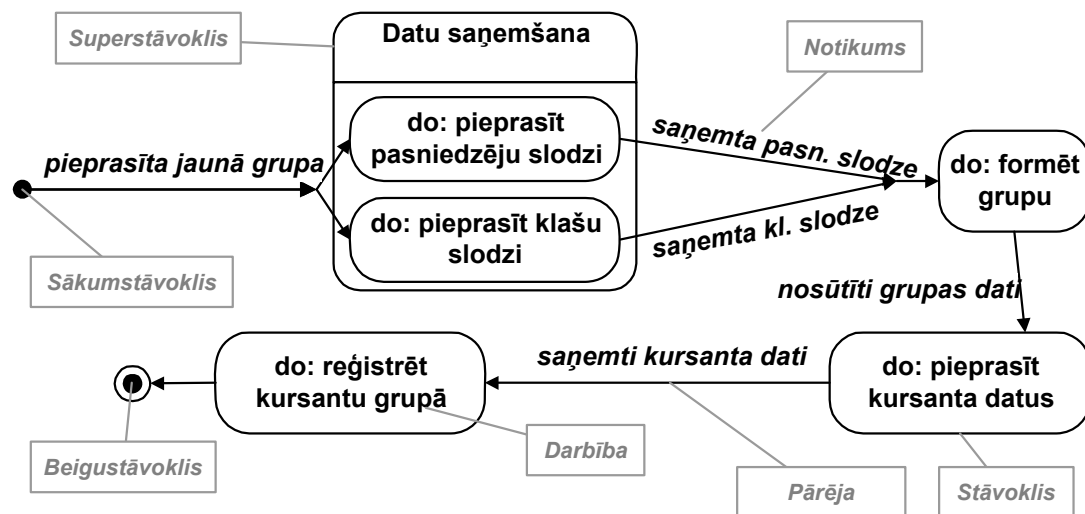 Superstāvoklis
Datu saņemšana
Notikums
pieprasīta jaunā grupa
do: pieprasīt
pasniedzēju slodzi
saņemta pasn. slodze
do: formēt
grupu
do: pieprasīt klašu
slodzi
saņemta kl. slodze
Sākumstāvoklis
nosūtīti grupas dati
do: reģistrēt
kursantu grupā
saņemti kursanta dati
do: pieprasīt
kursanta datus
Beigustāvoklis
Darbība
Pārēja
Stāvoklis